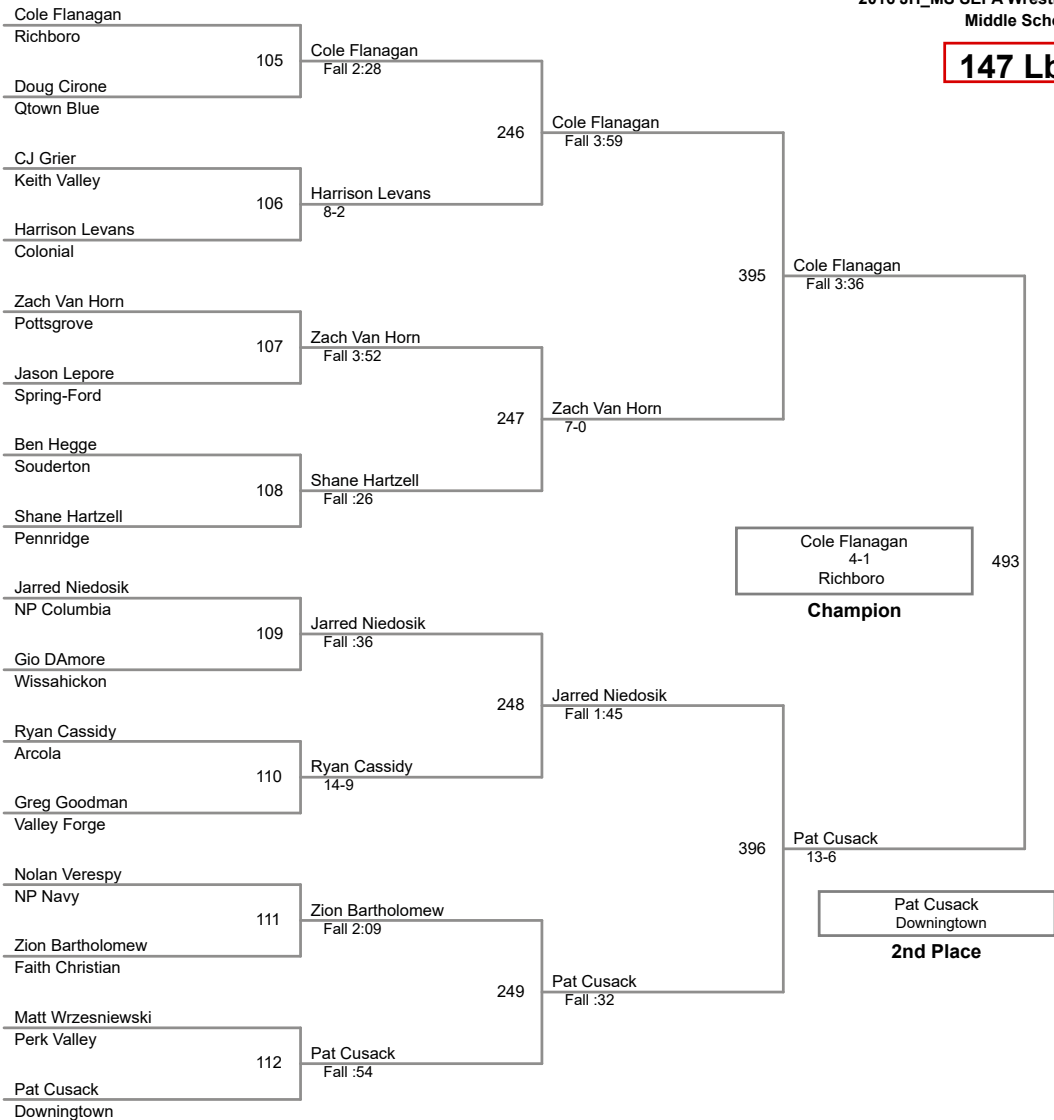 2016 JH_MS SEPA Wrest
Middle Scho
147 Lb
Cole Flanagan
Richboro
105
Doug Cirone
Qtown Blue
Cole Flanagan
Fall 2:28
246
CJ Grier
Keith Valley
106
Harrison Levans
Colonial
Harrison Levans
8-2
Cole Flanagan
Fall 3:59
395
Zach Van Horn
Pottsgrove
107
Jason Lepore
Spring-Ford
Zach Van Horn
Fall 3:52
247
Ben Hegge
Souderton
108
Shane Hartzell
Pennridge
Shane Hartzell
Fall :26
Zach Van Horn
7-0
Cole Flanagan
Fall 3:36
Cole Flanagan
4-1
Richboro
Champion
493
Jarred Niedosik
NP Columbia
109
Gio DAmore
Wissahickon
Jarred Niedosik
Fall :36
248
Ryan Cassidy
Arcola
110
Greg Goodman
Valley Forge
Ryan Cassidy
14-9
Jarred Niedosik
Fall 1:45
396
Nolan Verespy
NP Navy
111
Zion Bartholomew
Faith Christian
Zion Bartholomew
Fall 2:09
249
Matt Wrzesniewski
Perk Valley
112
Pat Cusack
Downingtown
Pat Cusack
Fall :54
Pat Cusack
Fall :32
Pat Cusack
13-6
Pat Cusack
Downingtown
2nd Place